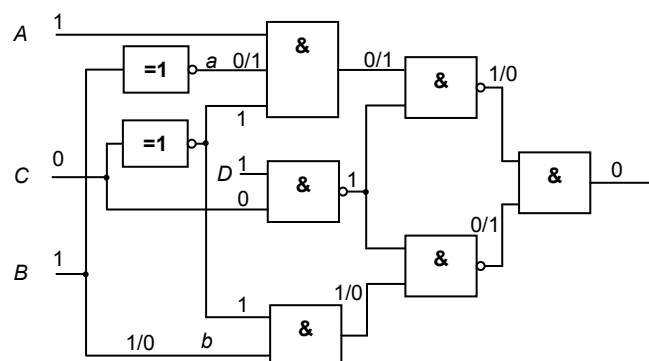 A 1 &
=1 a 0/1 0/1 & 1/0
1
=1
C 0 D 1 & 1 & 0
0
0/1
B 1 &
1 1/0
1/0 b &